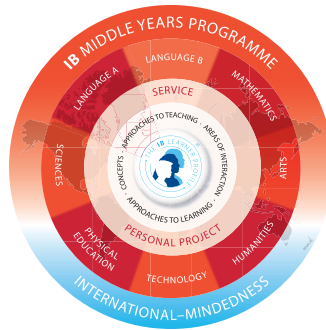 IB MIDDLE YEARS PROGRAMME
LANGUAGE A
LANGUAGE B
MATHEMATICS
SCIENCES
ARTS
PHYSICAL
EDUCATION
TECHNOLOGY
HUMANITIES
SERVICE
PERSONAL PROJECT
APPROACHES TO TEACHING · AREAS OF INTERACTION · APPROACHES TO LEARNING · CONCEPTS ·
THE IB LEARNER PROFILE
INTERNATIONAL–MINDEDNESS